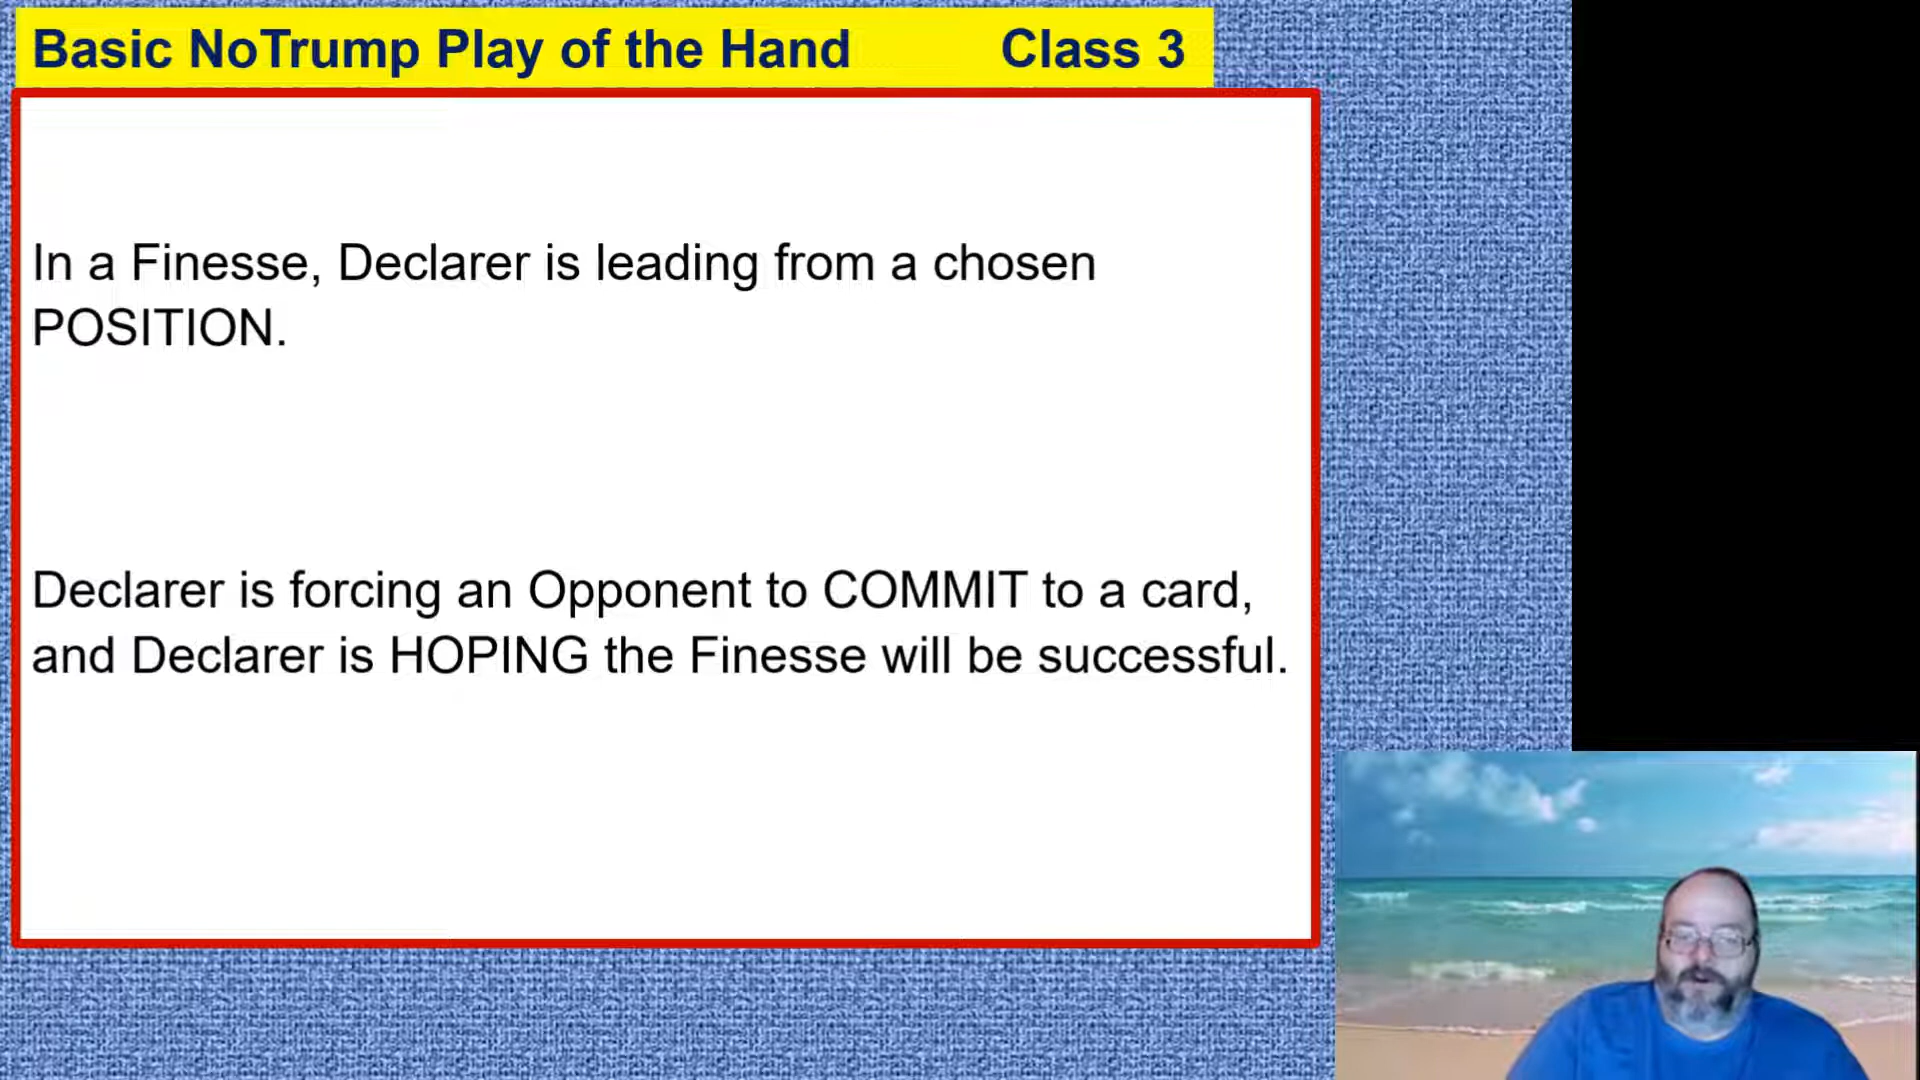 Basic NoTrump Play of the Hand Class 3
In a Finesse, Declarer is leading from a chosen
POSITION.
Declarer is forcing an Opponent to COMMIT to a card,
and Declarer is HOPING the Finesse will be successful.